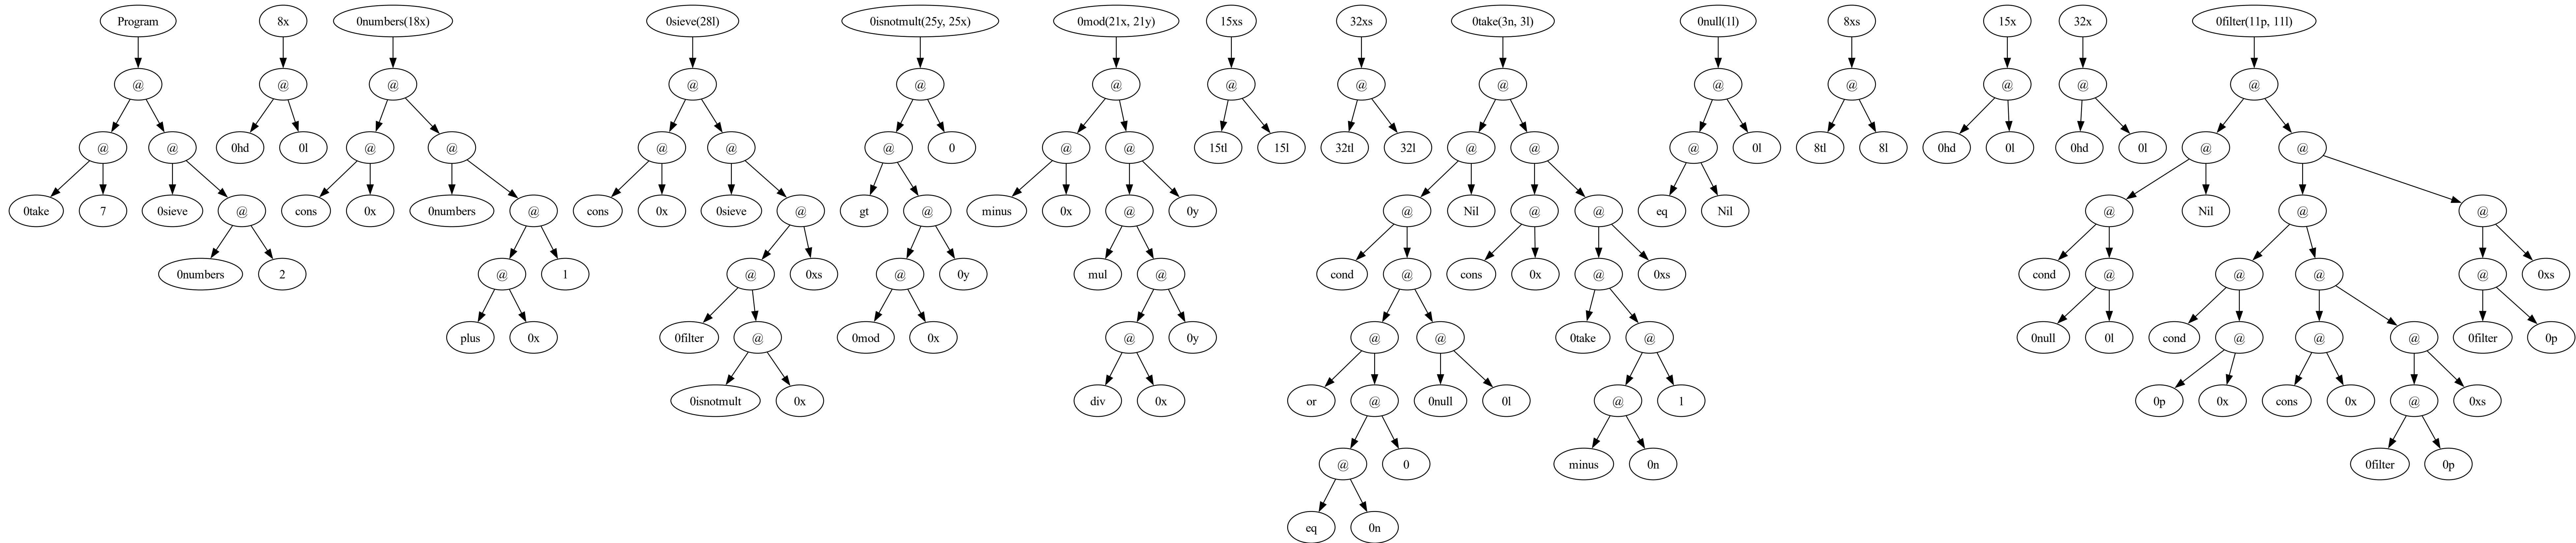 Program 8x 0numbers(18x) 0sieve(28l) 0isnotmult(25y, 25x) 0mod(21x, 21y) 15xs 32xs 0take(3n, 3l) 0null(1l) 8xs 15x 32x 0filter(11p, 11l)
@ @ @ @ @ @ @ @ @ @ @ @ @ @
@ @ 0hd 0l @ @ @ @ @ 0 @ @ 15tl 15l 32tl 32l @ @ @ 0l 8tl 8l 0hd 0l 0hd 0l @ @
0take 7 0sieve @ cons 0x 0numbers @ cons 0x 0sieve @ gt @ minus 0x @ 0y @ Nil @ @ eq Nil @ Nil @ @
0numbers 2 @ 1 @ 0xs @ 0y mul @ cond @ cons 0x @ 0xs cond @ @ @ @ 0xs
plus 0x 0filter @ 0mod 0x @ 0y @ @ 0take @ 0null 0l cond @ @ @ 0filter 0p
0isnotmult 0x div 0x or @ 0null 0l @ 1 0p 0x cons 0x @ 0xs
@ 0 minus 0n 0filter 0p
eq 0n